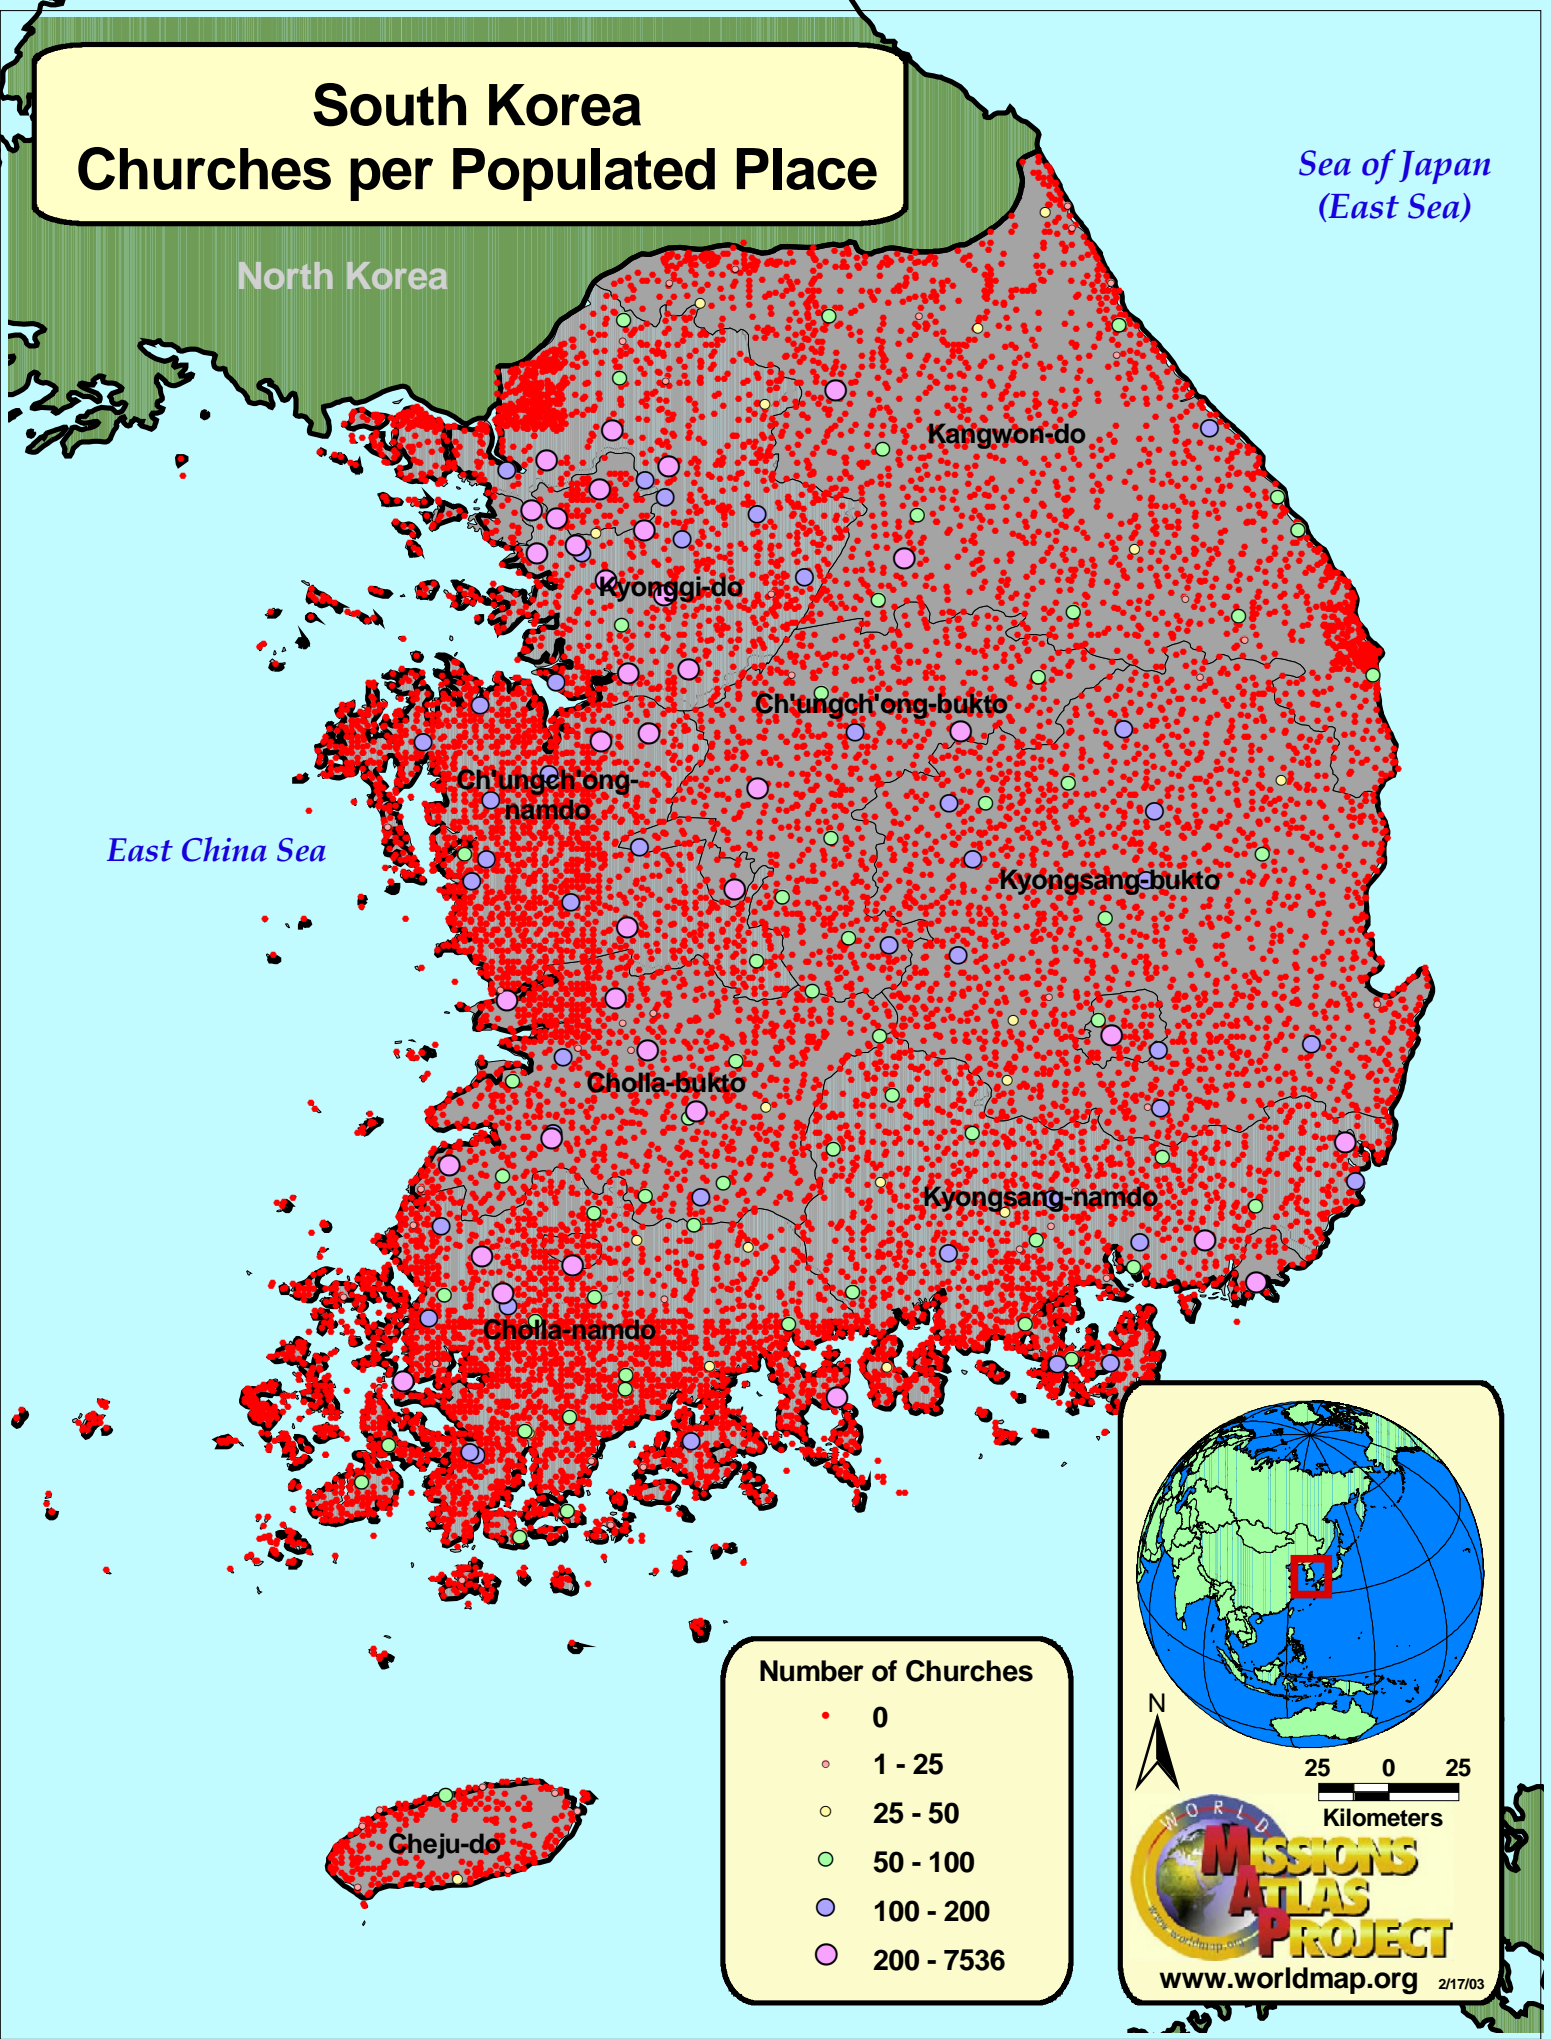 South Korea
Churches per Populated Place
Sea of Japan
(East Sea)
North Korea
Kangwon-do
Kyonggi-do
Ch'ungch'ong-bukto
Ch'ungch'ong-
namdo
East China Sea
Kyongsang-bukto
Cholla-bukto
Kyongsang-namdo
Cholla-namdo
Cheju-do
Number of Churches
0
1 - 25
25 - 50
50 - 100
100 - 200
200 - 7536
N
25 0 25
Kilometers
WORLD
MISSIONS
ATLAS
PROJECT
www.worldmap.org
www.worldmap.org 2/17/03